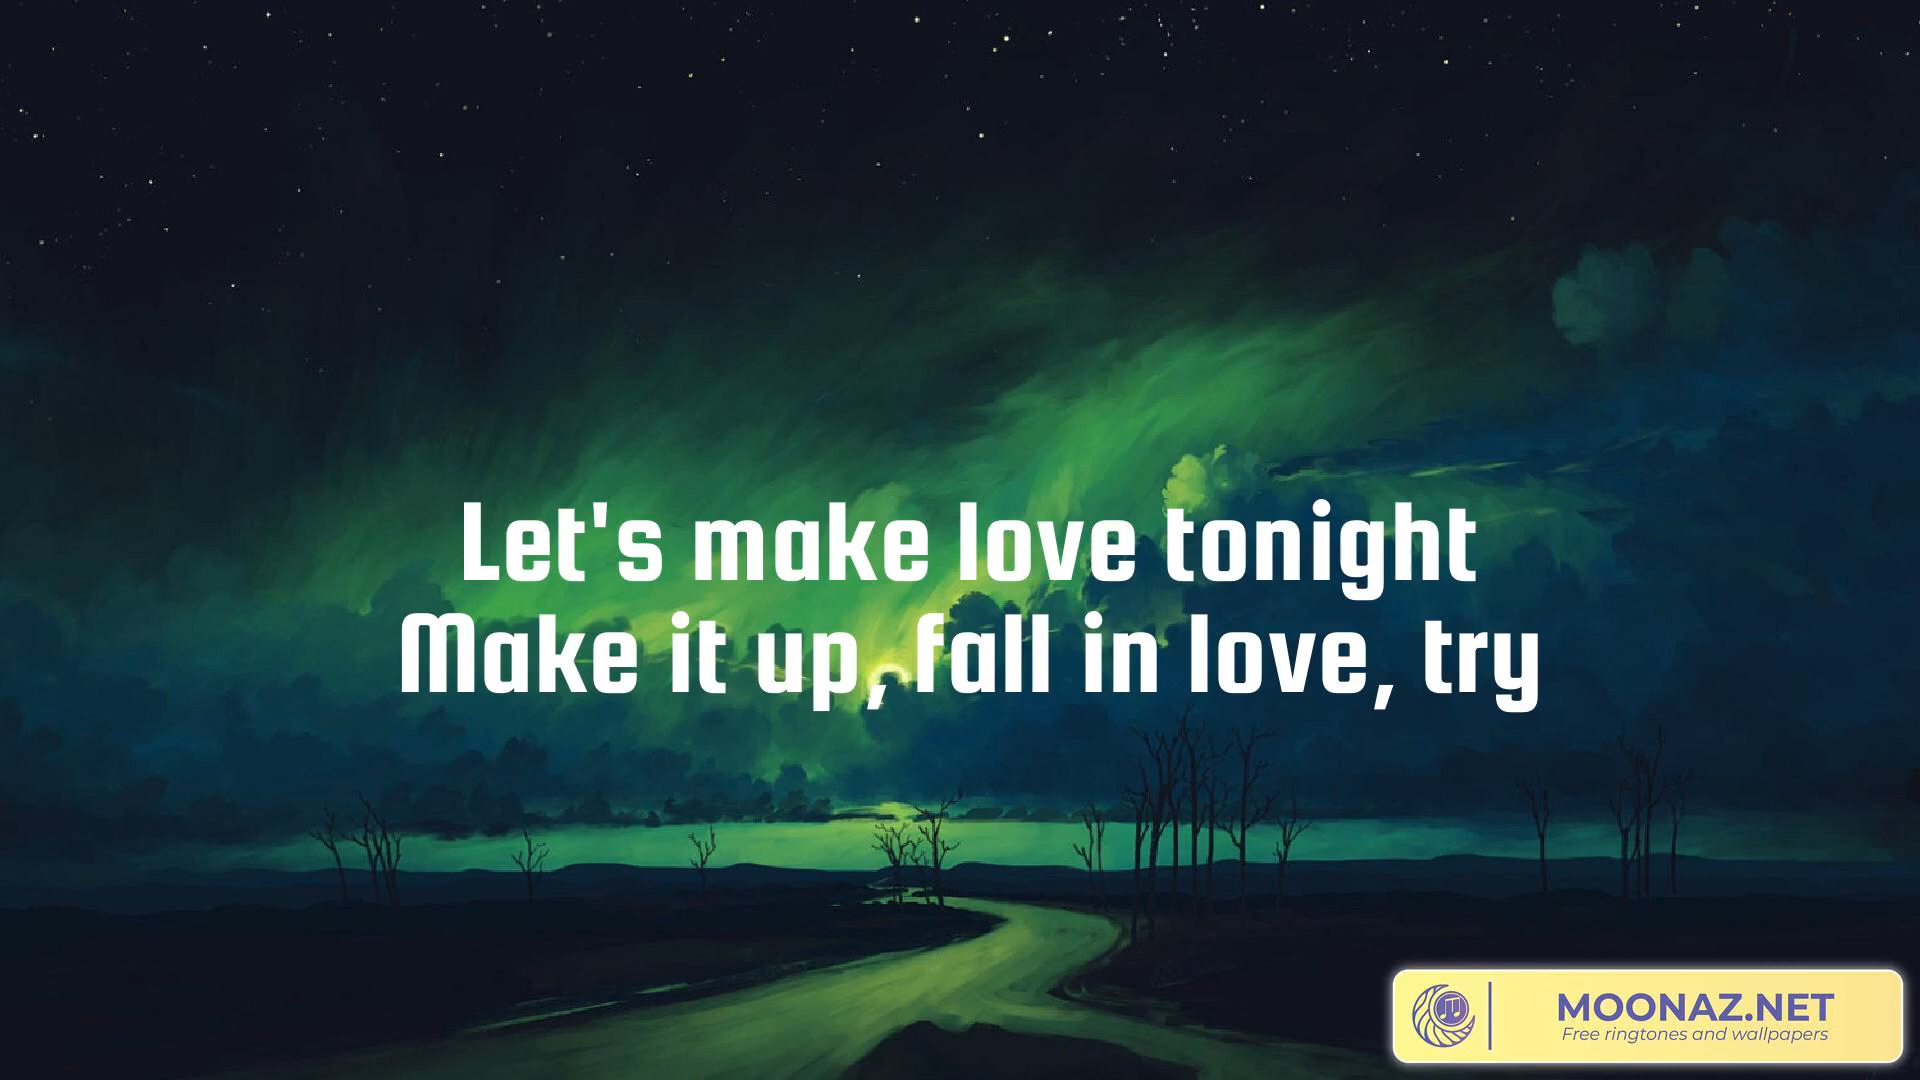 Let's make love tonight
Make it up, fall in love, try
MOONAZ.NET
Free ringtones and wallpapers